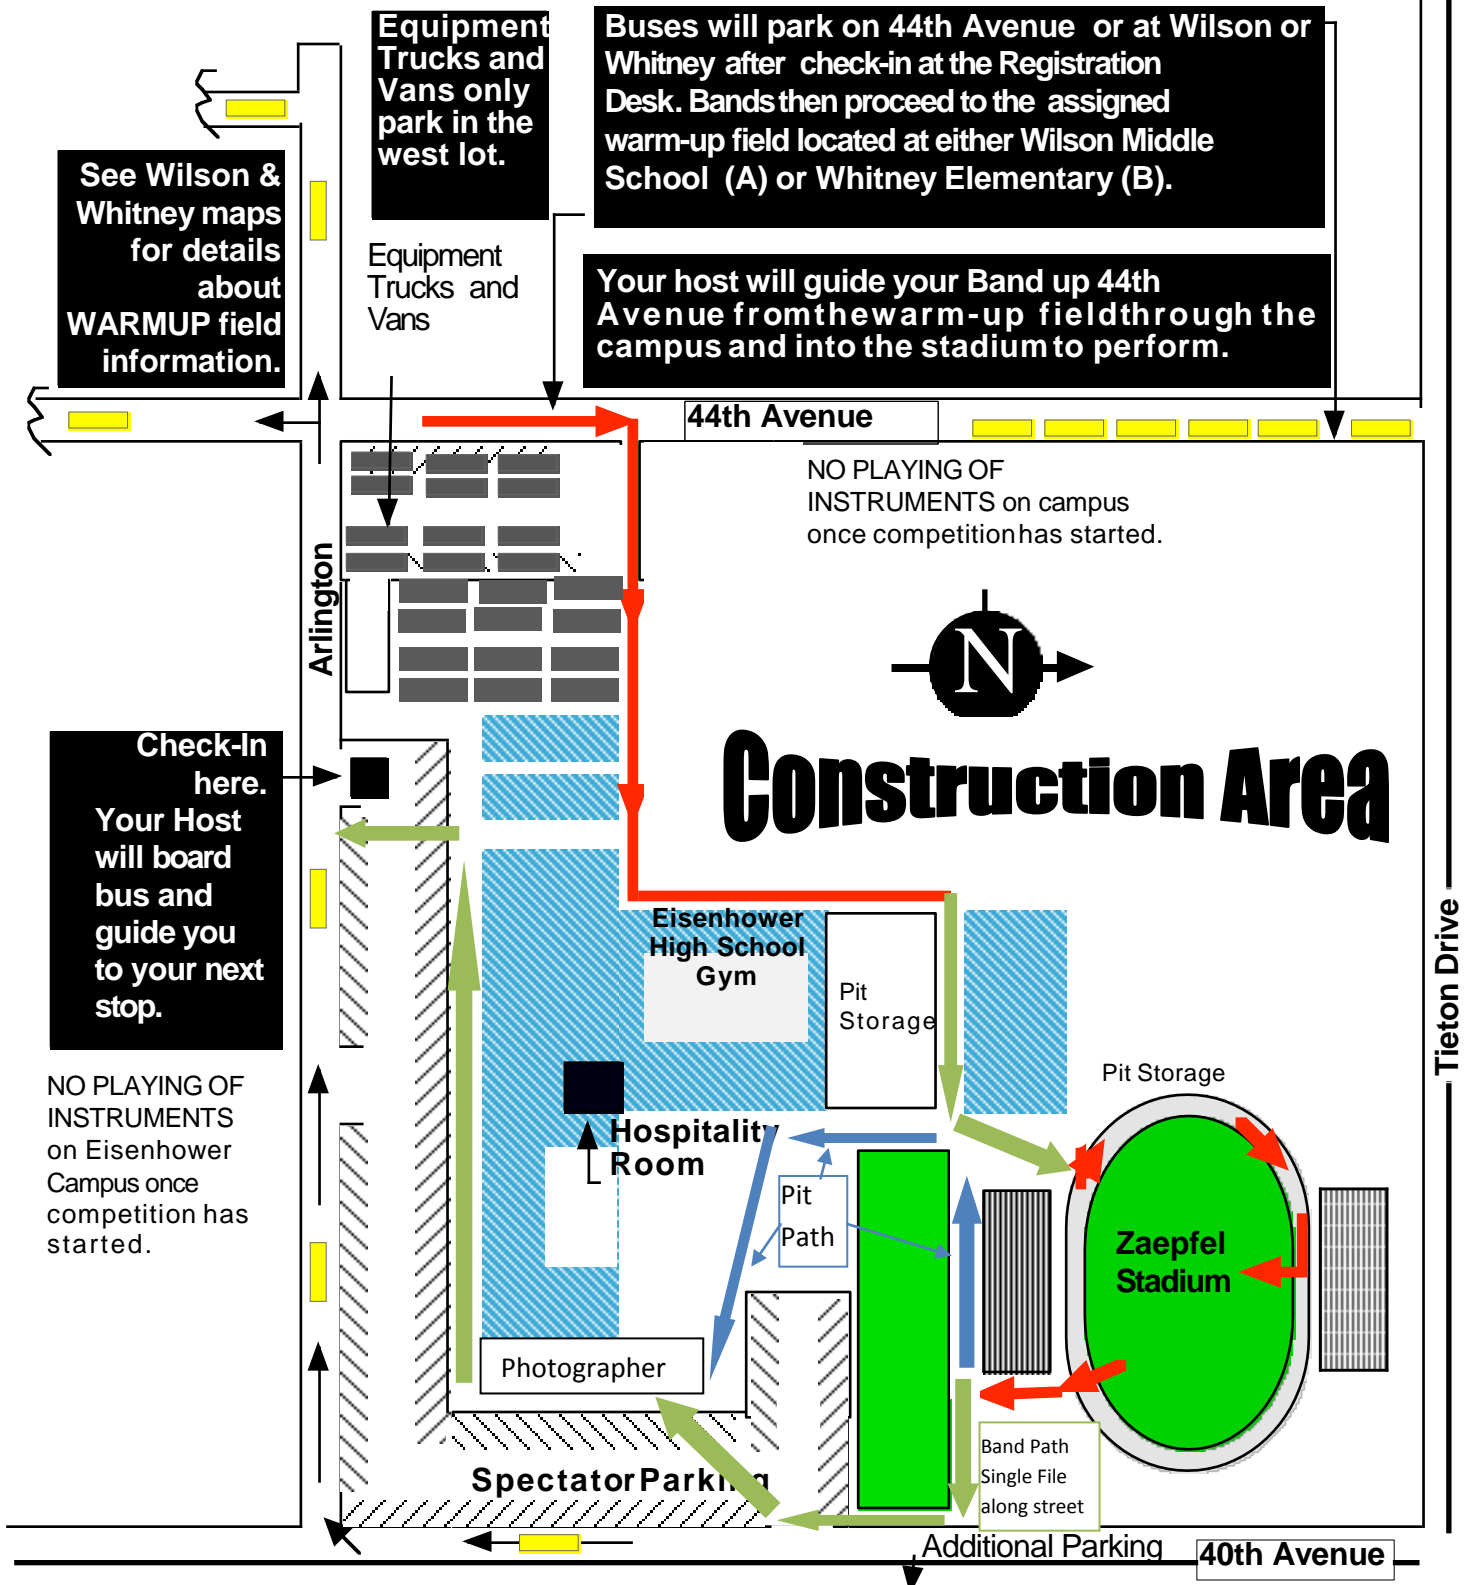 Equipment
Trucks and
Vans only
park in the
west lot.
Buses will park on 44th Avenue or at Wilson or
Whitney after check-in at the Registration
Desk. Bands then proceed to the assigned
warm-up field located at either Wilson Middle
School (A) or Whitney Elementary (B).
See Wilson &
Whitney maps
for details
about
WARMUP field
information.
Equipment
Trucks and
Vans
Your host will guide your Band up 44th
Avenue from the warm-up field through the
campus and into the stadium to perform.
44th Avenue
NO PLAYING OF
INSTRUMENTS on campus
once competition has started.
Arlington
N
Construction Area
Check-In
here.
Your Host
will board
bus and
guide you
to your next
stop.
Eisenhower
High School
Gym
Pit
Storage
Tieton Drive
Pit Storage
NO PLAYING OF
INSTRUMENTS
on Eisenhower
Campus once
competition has
started.
Hospitality
Room
Pit
Path
Zaepfel
Stadium
Photographer
Band Path
Single File
along street
Spectator Parking
Additional Parking
40th Avenue